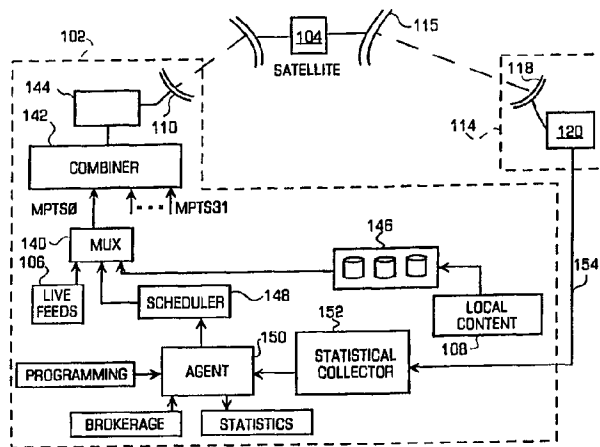 102
104
115
SATELLITE
118
144
110
114
120
142
COMBINER
MPTS0
MPTS31
140
MUX
146
106
154
LIVE
FEEDS
SCHEDULER
148
LOCAL
CONTENT
108
152
150
STATISTICAL
COLLECTOR
PROGRAMMING
AGENT
BROKERAGE
STATISTICS